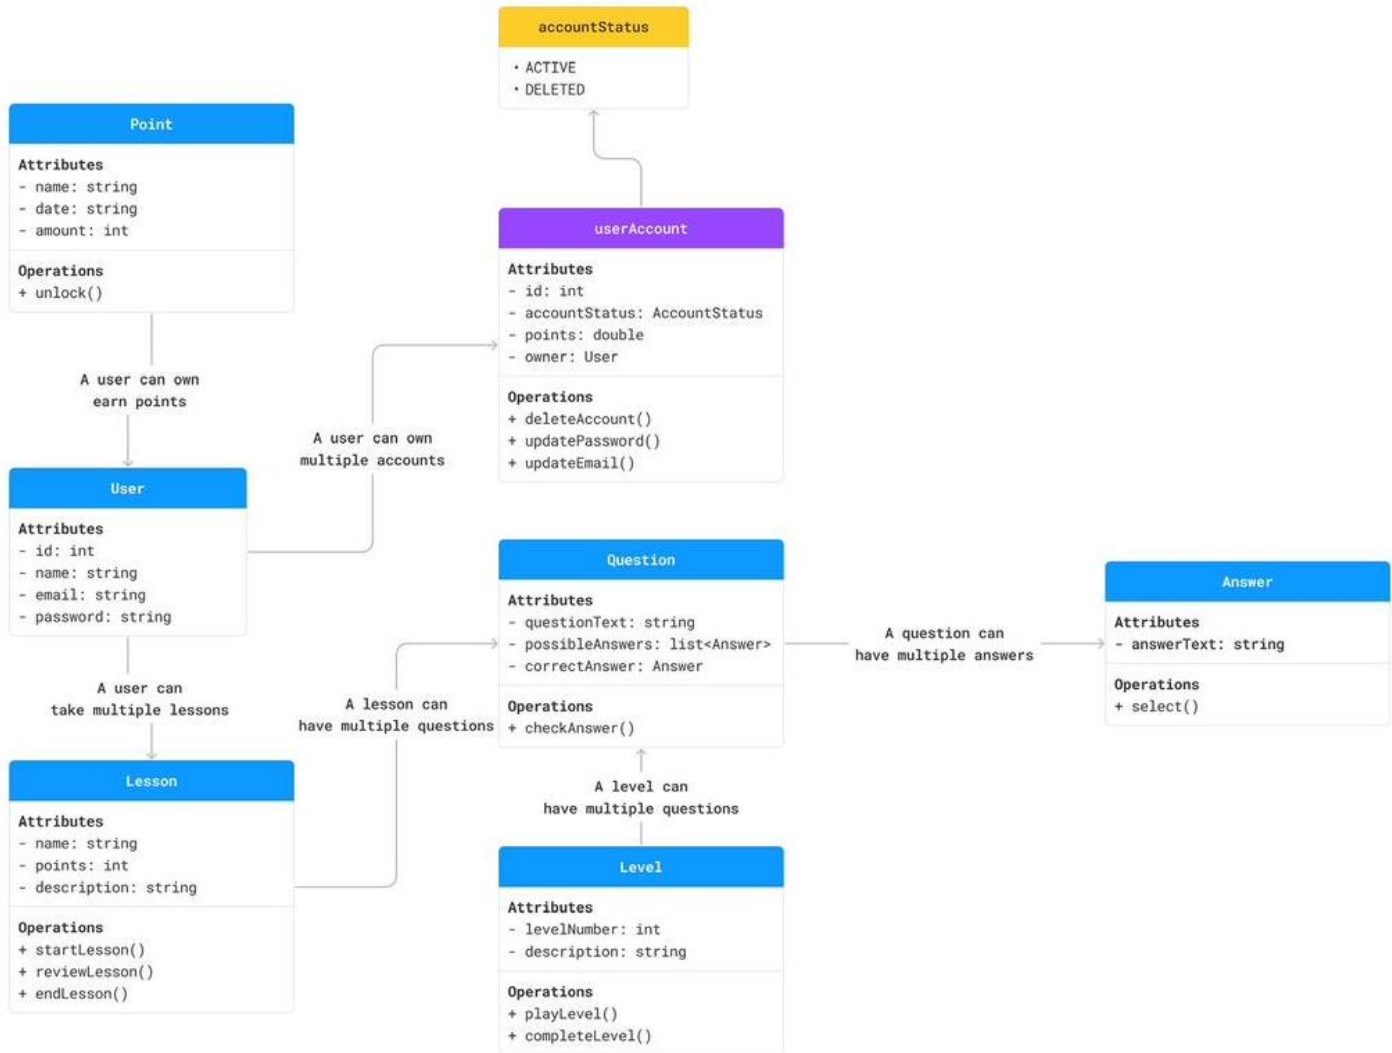 accountStatus
· ACTIVE
· DELETED
Point
Attributes
- name: string
- date: string
- amount: int
Operations
+ unlock()
A user can own
earn points
userAccount
Attributes
- id: int
- accountStatus: AccountStatus
- points: double
- owner: User
Operations
+ deleteAccount()
+ updatePassword()
+ updateEmail()
A user can own
multiple accounts
User
Attributes
- id: int
- name: string
- email: string
- password: string
A user can
take multiple lessons
Question
Attributes
- questionText: string
- possibleAnswers: list<Answer>
- correctAnswer: Answer
Operations
+ checkAnswer()
A question can
have multiple answers
Answer
Attributes
- answerText: string
Operations
+ select()
A lesson can
have multiple questions
Lesson
Attributes
- name: string
- points: int
- description: string
Operations
+ startLesson()
+ reviewLesson()
+ endLesson()
A level can
have multiple questions
Level
Attributes
- levelNumber: int
- description: string
Operations
+ playLevel()
+ completeLevel()